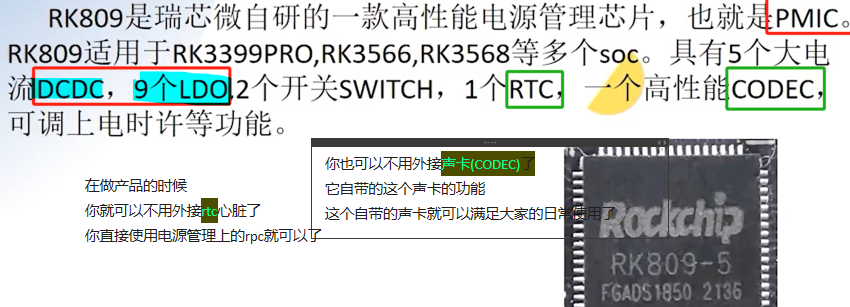 RK809是瑞芯微自研的一款高性能电源管理芯片，也就是PMIC。
RK809适用于RK3399PRO,RK3566,RK3568等多个soc。具有5个大电
流DCDC，9个LDO,2个开关SWITCH，1个RTC，一个高性能CODEC，
可调上电时许等功能。
在做产品的时候
你就可以不用外接rtc心脏了
你直接使用电源管理上的rpc就可以了
你也可以不用外接声卡(CODEC)了
它自带的这个声卡的功能
这个自带的声卡就可以满足大家的日常使用了
Rockchip
RK809-5
FGADS1850 2136